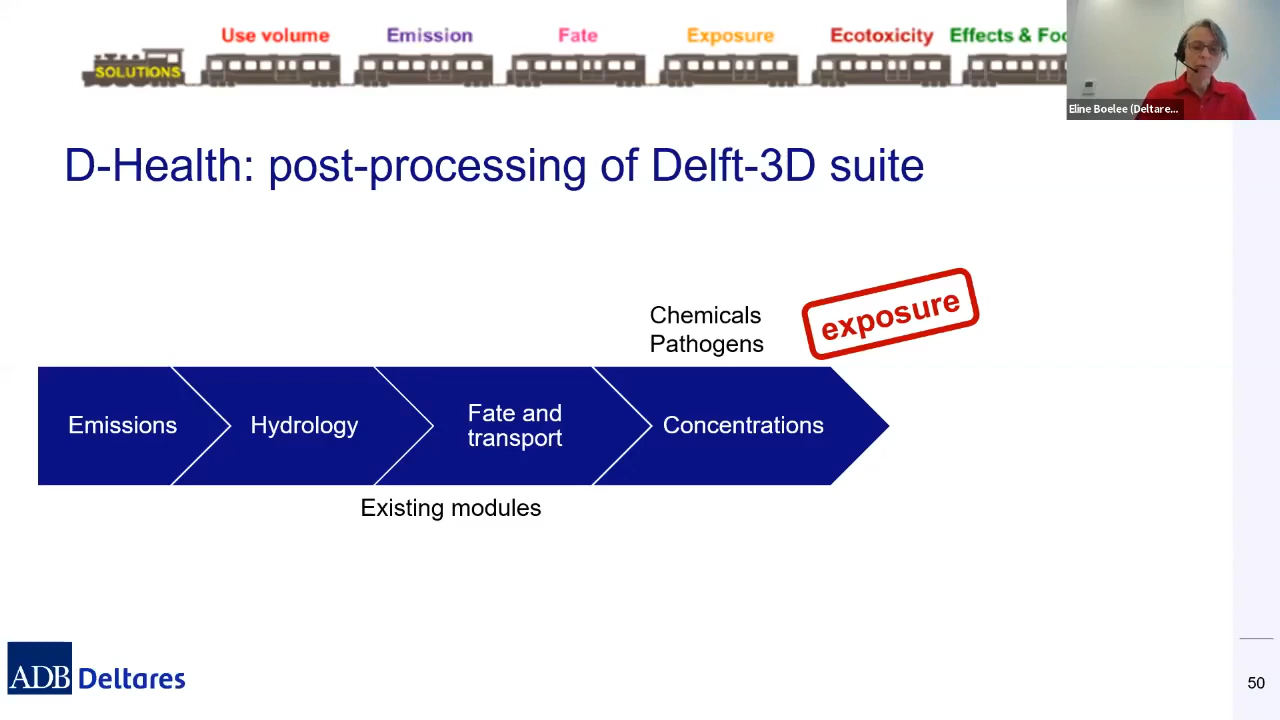 Use volume
Emission
Fate
Exposure
Ecotoxicity
Effects & Foo
SOLUTIONS
Eline Boelee (Deltare...
D-Health: post-processing of Delft-3D suite
Chemicals
Pathogens
exposure
Emissions
Hydrology
Fate and
transport
Concentrations
Existing modules
ADB
Deltares
50